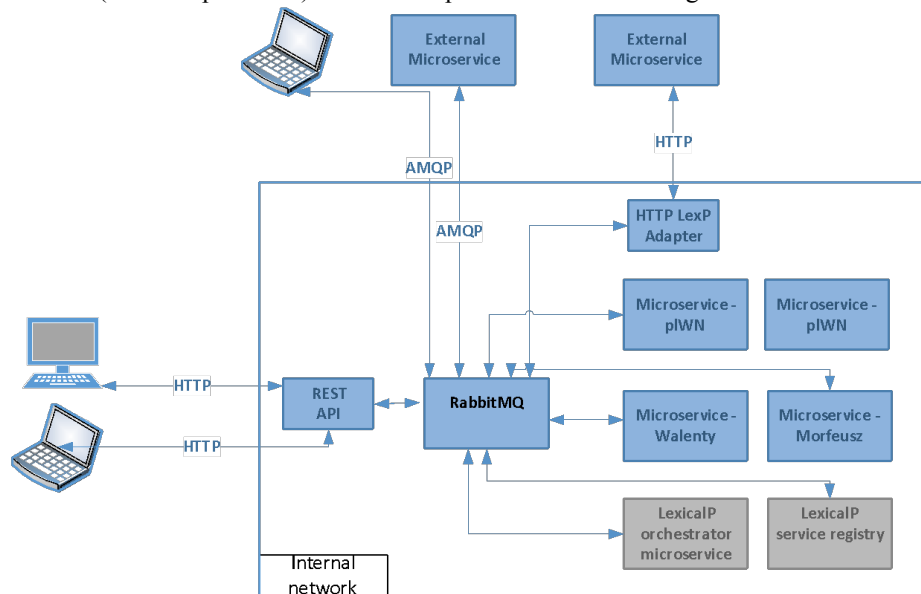 External
Microservice
External
Microservice
HTTP
AMQP
AMQP
HTTP LexP
Adapter
Microservice -
plWN
Microservice -
plWN
HTTP
REST
API
RabbitMQ
Microservice -
Walenty
Microservice -
Morfeusz
HTTP
LexicalP
orchestrator
microservice
LexicalP
service registry
Internal
network